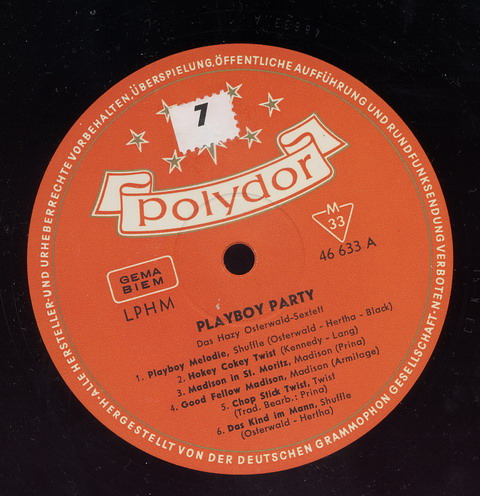 ALLE HERSTELLER- UND URHEBERRECHTE VORBEHALTEN, ÜBERSPIELUNG, ÖFFENTLICHE AUFFÜHRUNG UND RUNDFUNKSENDUNG VERBOTEN
7
polydor
M
33
GEMA
BIEM
46 633 A
LPHM
PLAYBOY PARTY
Das Hazy Osterwald-Sextett
1. Playboy Melodie, Shuffle (Osterwald - Hertha - Black)
2. Hokey Cokey Twist (Kennedy - Lang)
3. Madison in St. Moritz, Madison (Prina)
4. Good Fellow Madison, Madison (Armilage)
5. Chop Stick Twist, Twist
(Trad. Bearb.: Prina)
6. Das Kind im Mann, Shuffle
(Osterwald - Hertha)
HERGESTELLT VON DER DEUTSCHEN GRAMMOPHON GESELLSCHAFT